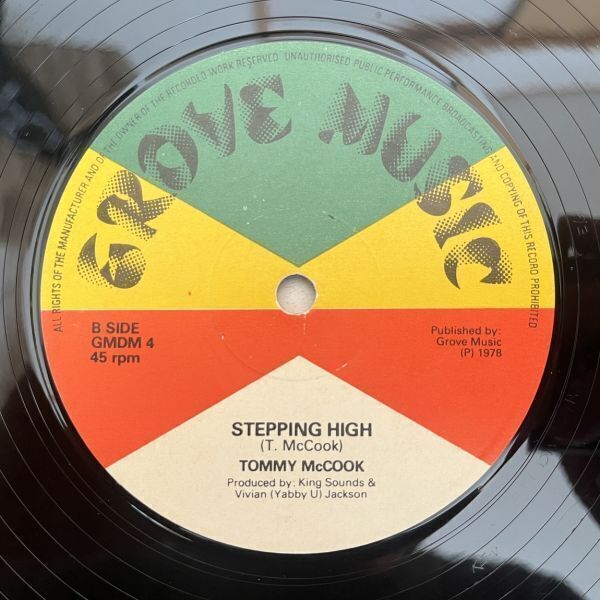 ALL RIGHTS OF THE MANUFACTURER AND OF THE OWNER OF THE RECORDED WORK RESERVED UNAUTHORISED PUBLIC PERFORMANCE BROADCASTING AND COPYING OF THIS RECORD PROHIBITED
GROVE MUSIC
B SIDE
GMDM 4
45 rpm
Published by:
Grove Music
(P) 1978
STEPPING HIGH
(T. McCook)
TOMMY McCOOK
Produced by: King Sounds &
Vivian (Yabby U) Jackson